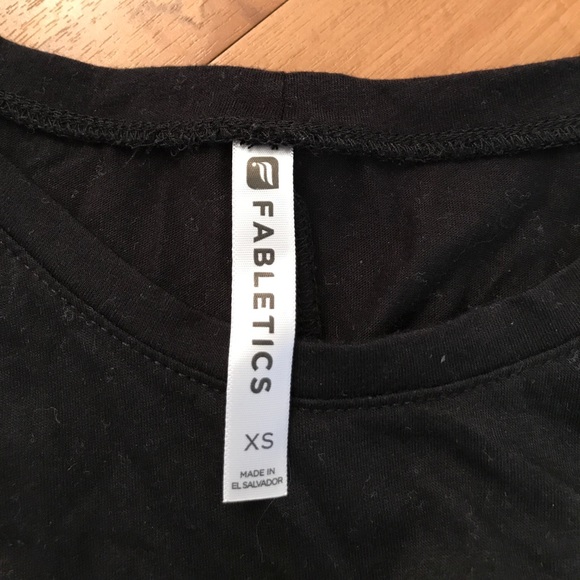 FABLETICS
XS
MADE IN
EL SALVADOR